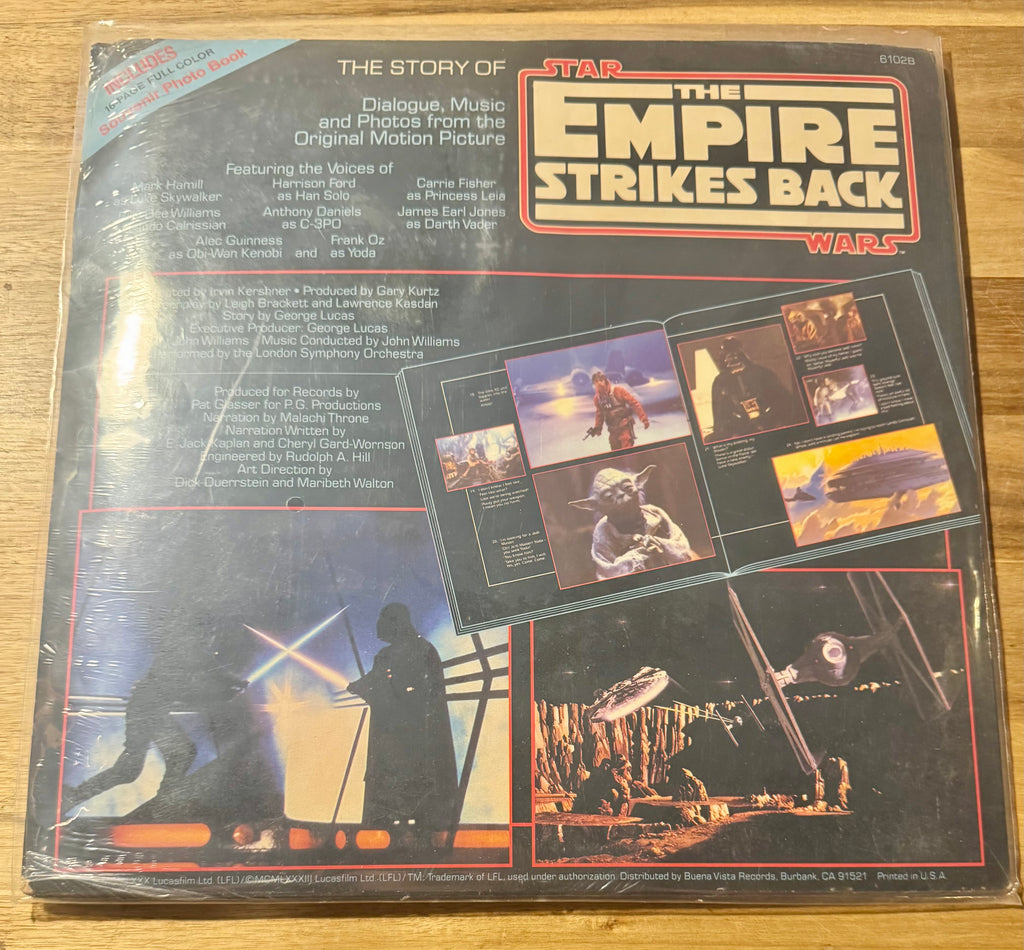 INCLUDES
16-PAGE FULL COLOR
Souvenir Photo Book
THE STORY OF
Dialogue, Music
and Photos from the
Original Motion Picture
STAR
THE
EMPIRE
STRIKES BACK
WARS™
6102B
Featuring the Voices of
Mark Hamill
as Luke Skywalker
Harrison Ford
as Han Solo
Carrie Fisher
as Princess Leia
Williams
Calrissian
Anthony Daniels
as C-3PO
James Earl Jones
as Darth Vader
Alec Guinness
as Obi-Wan Kenobi
and
Frank Oz
as Yoda
by Irvin Kershner • Produced by Gary Kurtz
by Leigh Brackett and Lawrence Kasdan
Story by George Lucas
Executive Producer: George Lucas
John Williams / Music Conducted by John Williams
Performed by the London Symphony Orchestra
Produced for Records by
Pat Glasser for P.G. Productions
Narration by Malachi Throne
Narration Written by
E. Jack Kaplan and Cheryl Gard-Wornson
Engineered by Rudolph A. Hill
Art Direction by
Dick Duerrstein and Maribeth Walton
Lucasfilm Ltd. (LFL)/©MCMLXXXIII Lucasfilm Ltd. (LFL)/TM: Trademark of LFL, used under authorization. Distributed by Buena Vista Records, Burbank, CA 91521 Printed in U.S.A.